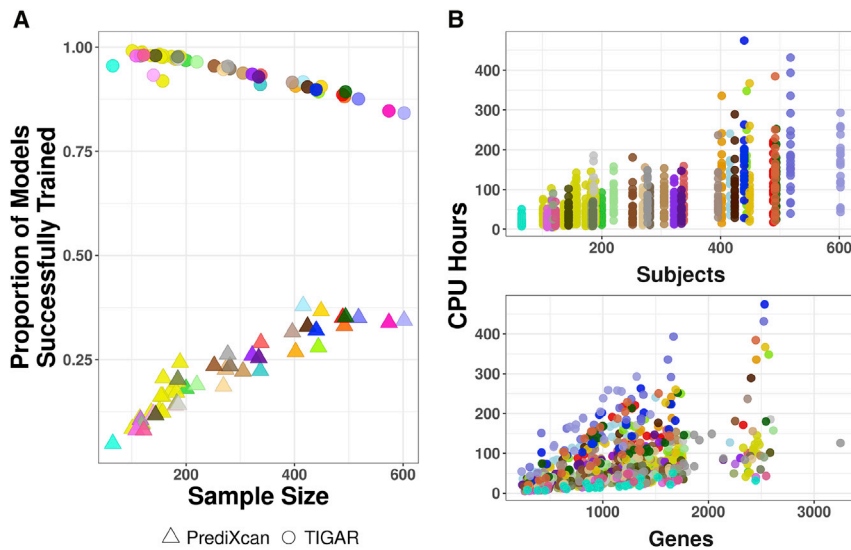 A
Proportion of Models
Successfully Trained
1.00
0.75
0.50
0.25
200
400
600
Sample Size
PrediXcan
TIGAR
B
CPU Hours
400
300
200
100
0
200
400
600
Subjects
400
300
200
100
0
1000
2000
3000
Genes